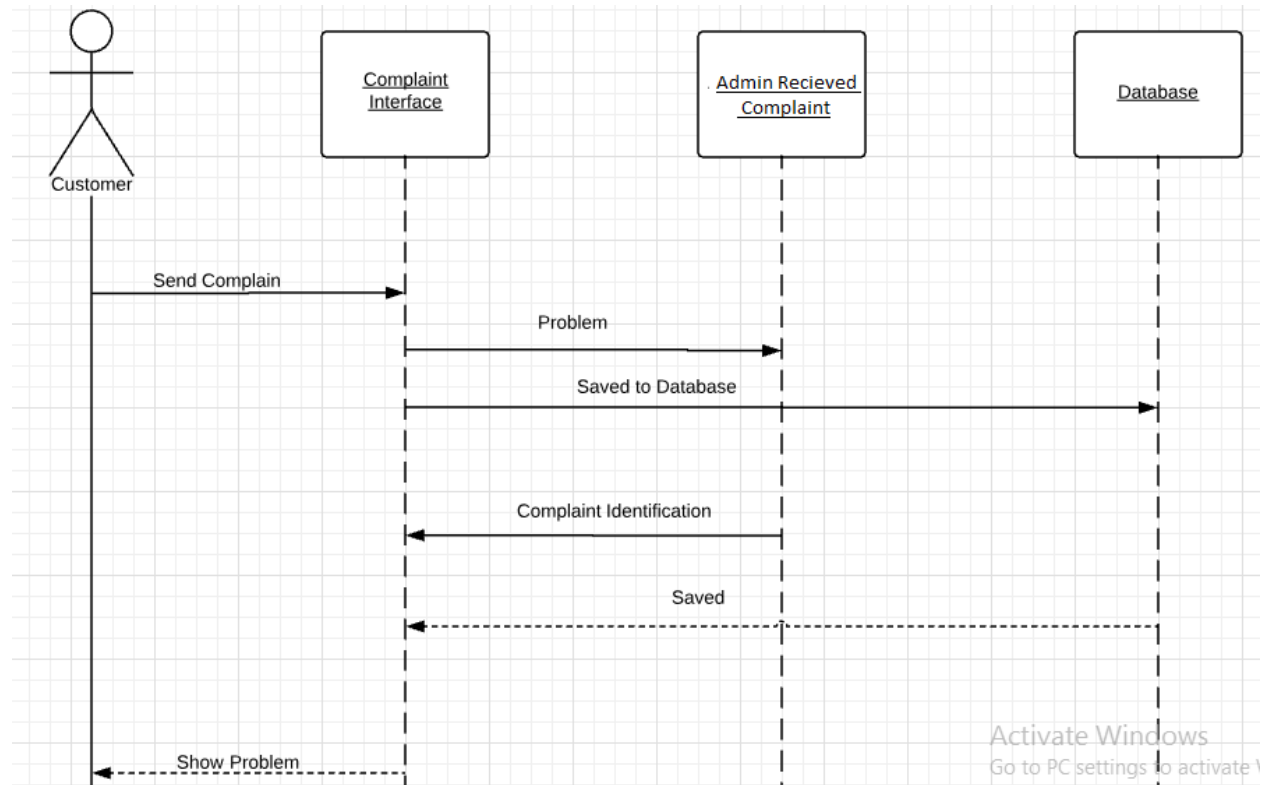 Complaint
Interface
Admin Recieved
Complaint
Database
Customer
Send Complain
Problem
Saved to Database
Complaint Identification
Saved
Show Problem
Activate Windows
Go to PC settings to activate